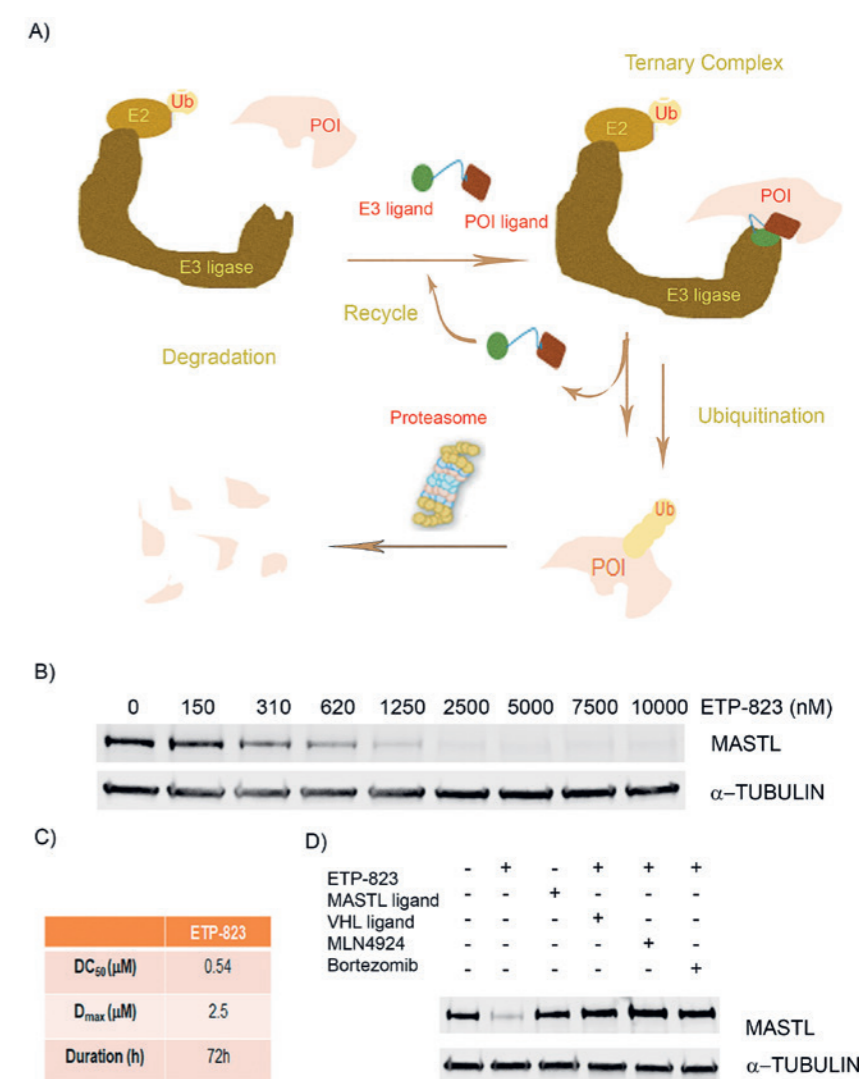 A)
Ternary Complex
E2 Ub
POI
E2 Ub
E3 ligand
POI ligand
POI
E3 ligase
E3 ligase
Recycle
Degradation
Ubiquitination
Proteasome
Ub
POI
B)
0 150 310 620 1250 2500 5000 7500 10000 ETP-823 (nM)
MASTL
α–TUBULIN
C)
ETP-823
DC50 (μM) 0.54
Dmax (μM) 2.5
Duration (h) 72h
D)
ETP-823 - + - + + +
MASTL ligand - - + - - -
VHL ligand - - - + - -
MLN4924 - - - - + -
Bortezomib - - - - - +
MASTL
α–TUBULIN